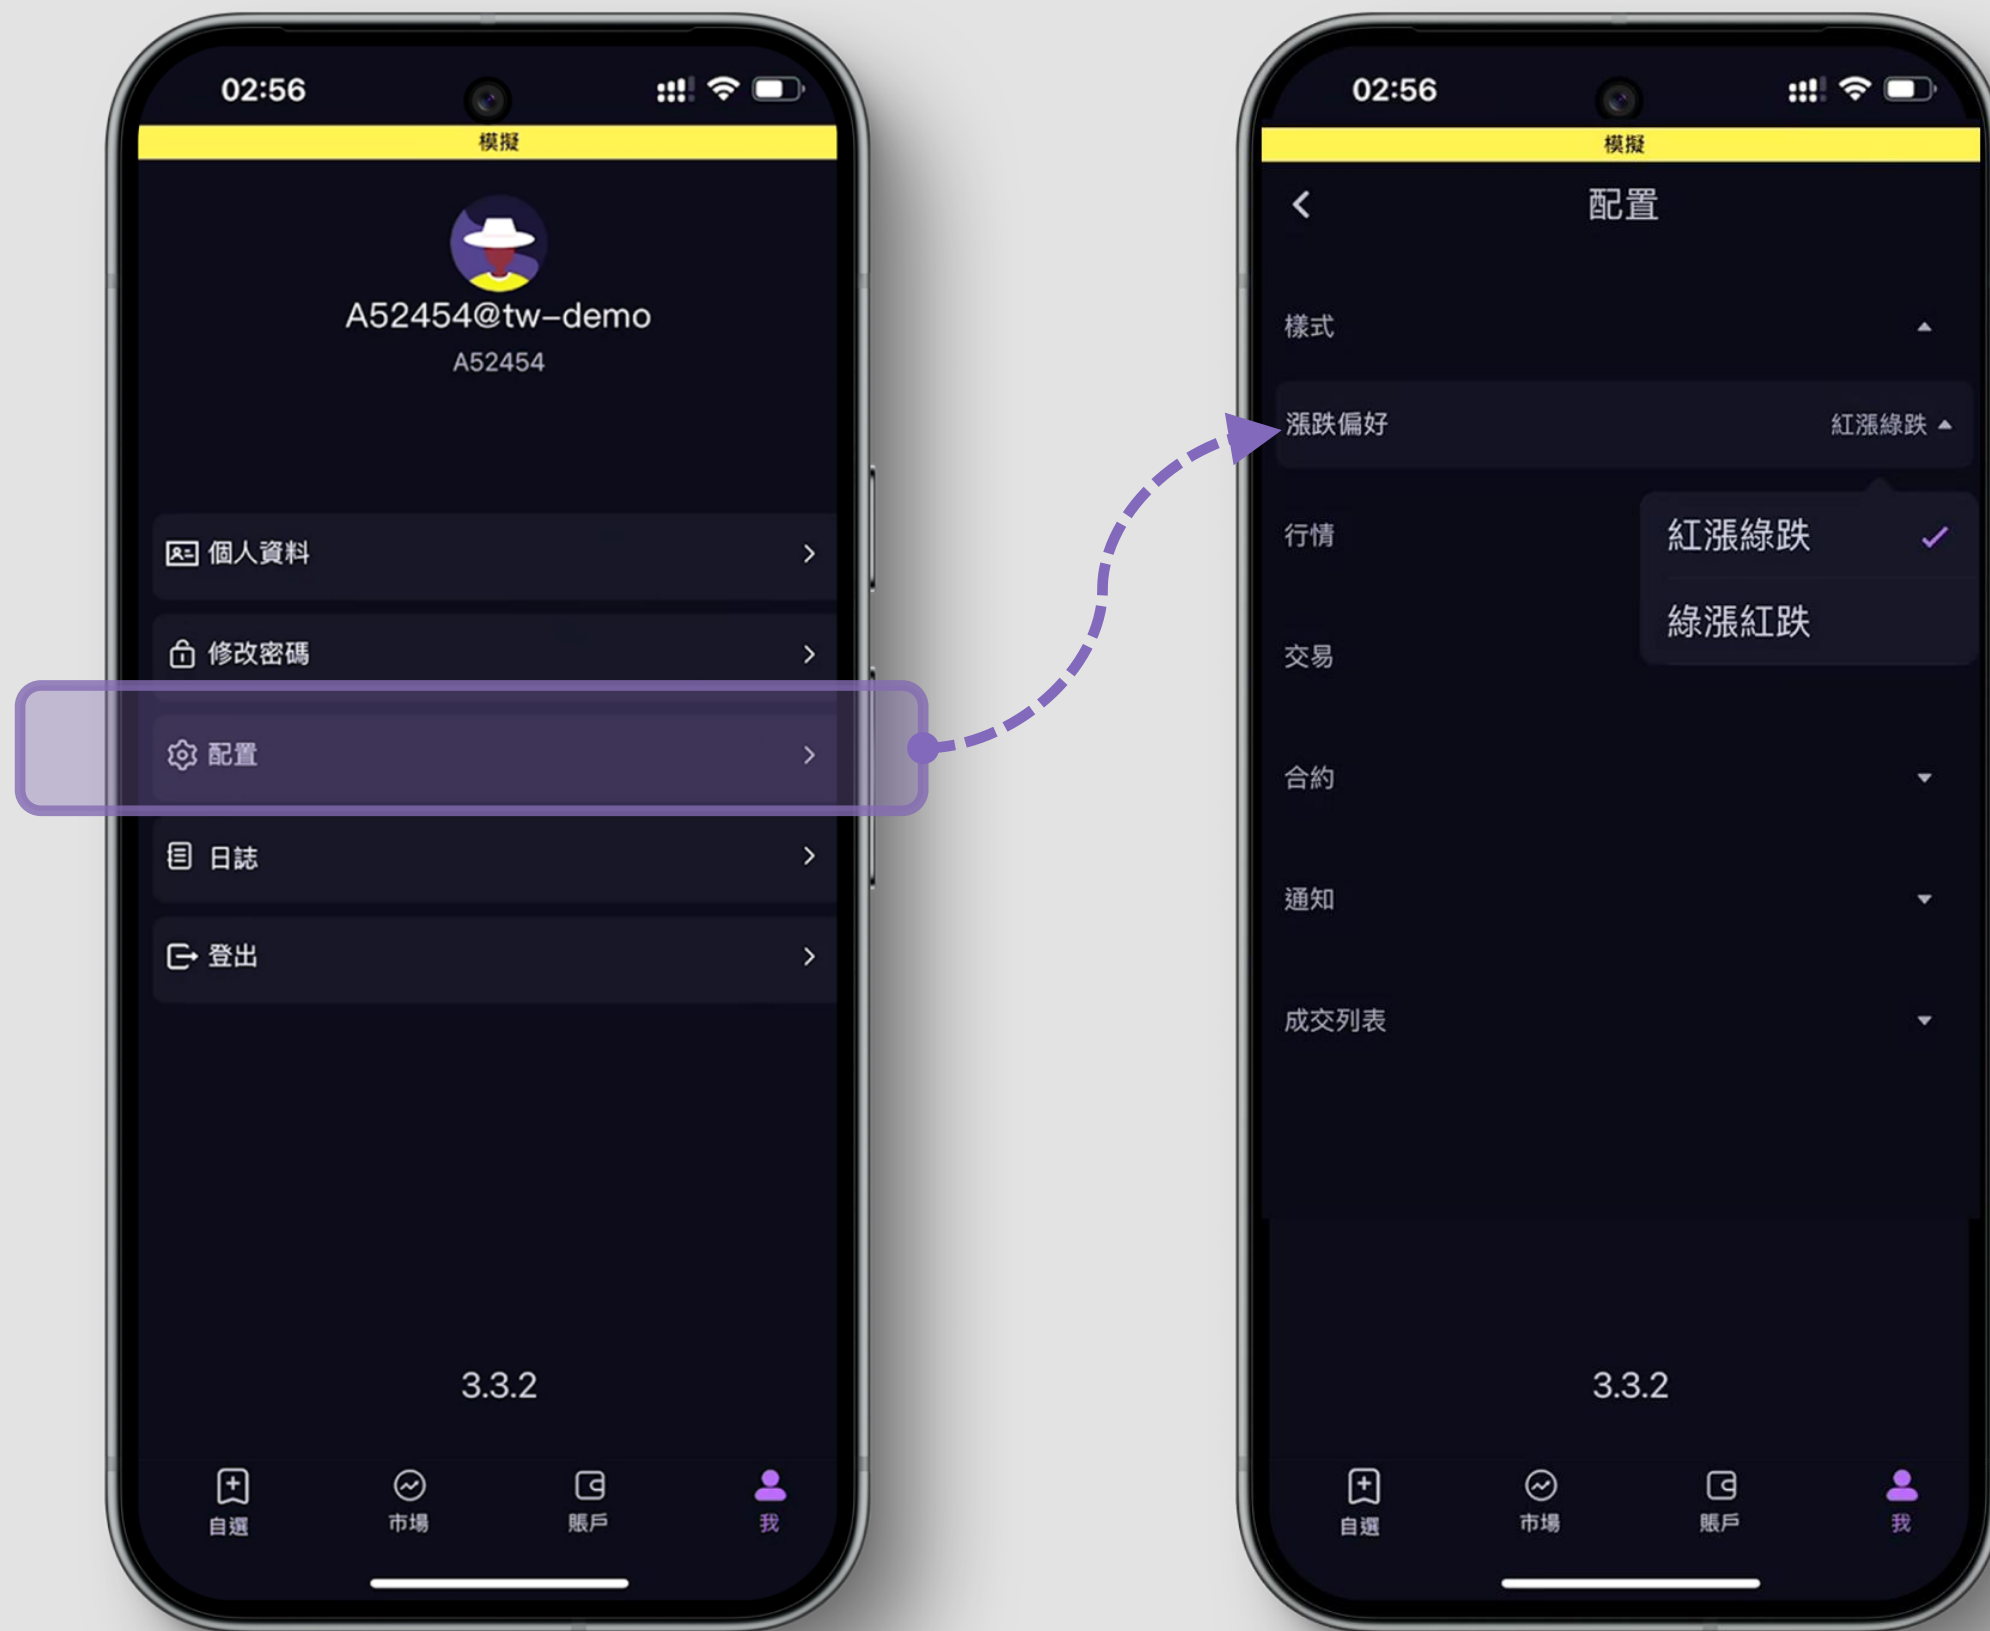 02:56
模擬
A52454@tw-demo
A52454
個人資料
修改密碼
配置
日誌
登出
3.3.2
自選
市場
賬戶
我
02:56
模擬
配置
樣式
漲跌偏好
紅漲綠跌
行情
紅漲綠跌
綠漲紅跌
交易
合約
通知
成交列表
3.3.2
自選
市場
賬戶
我